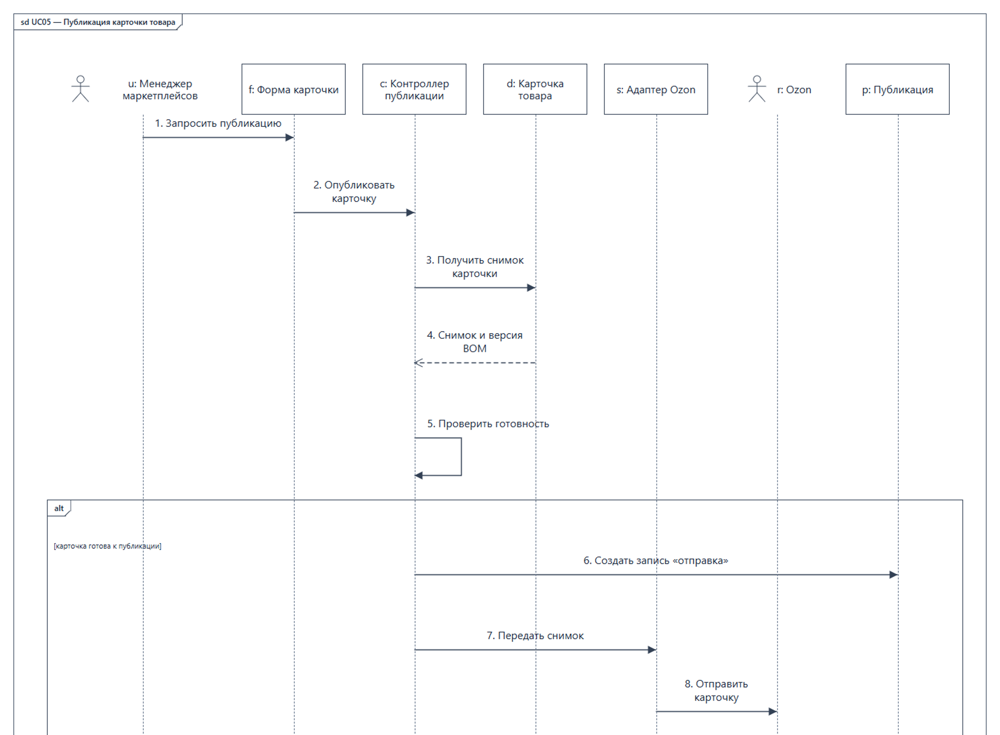 sd UC05 — Публикация карточки товара
u: Менеджер
маркетплейсов
f: Форма карточки
c: Контроллер
публикации
d: Карточка
товара
s: Адаптер Ozon
r: Ozon
p: Публикация
1. Запросить публикацию
2. Опубликовать
карточку
3. Получить снимок
карточки
4. Снимок и версия
BOM
5. Проверить готовность
alt
[карточка готова к публикации]
6. Создать запись «отправка»
7. Передать снимок
8. Отправить
карточку